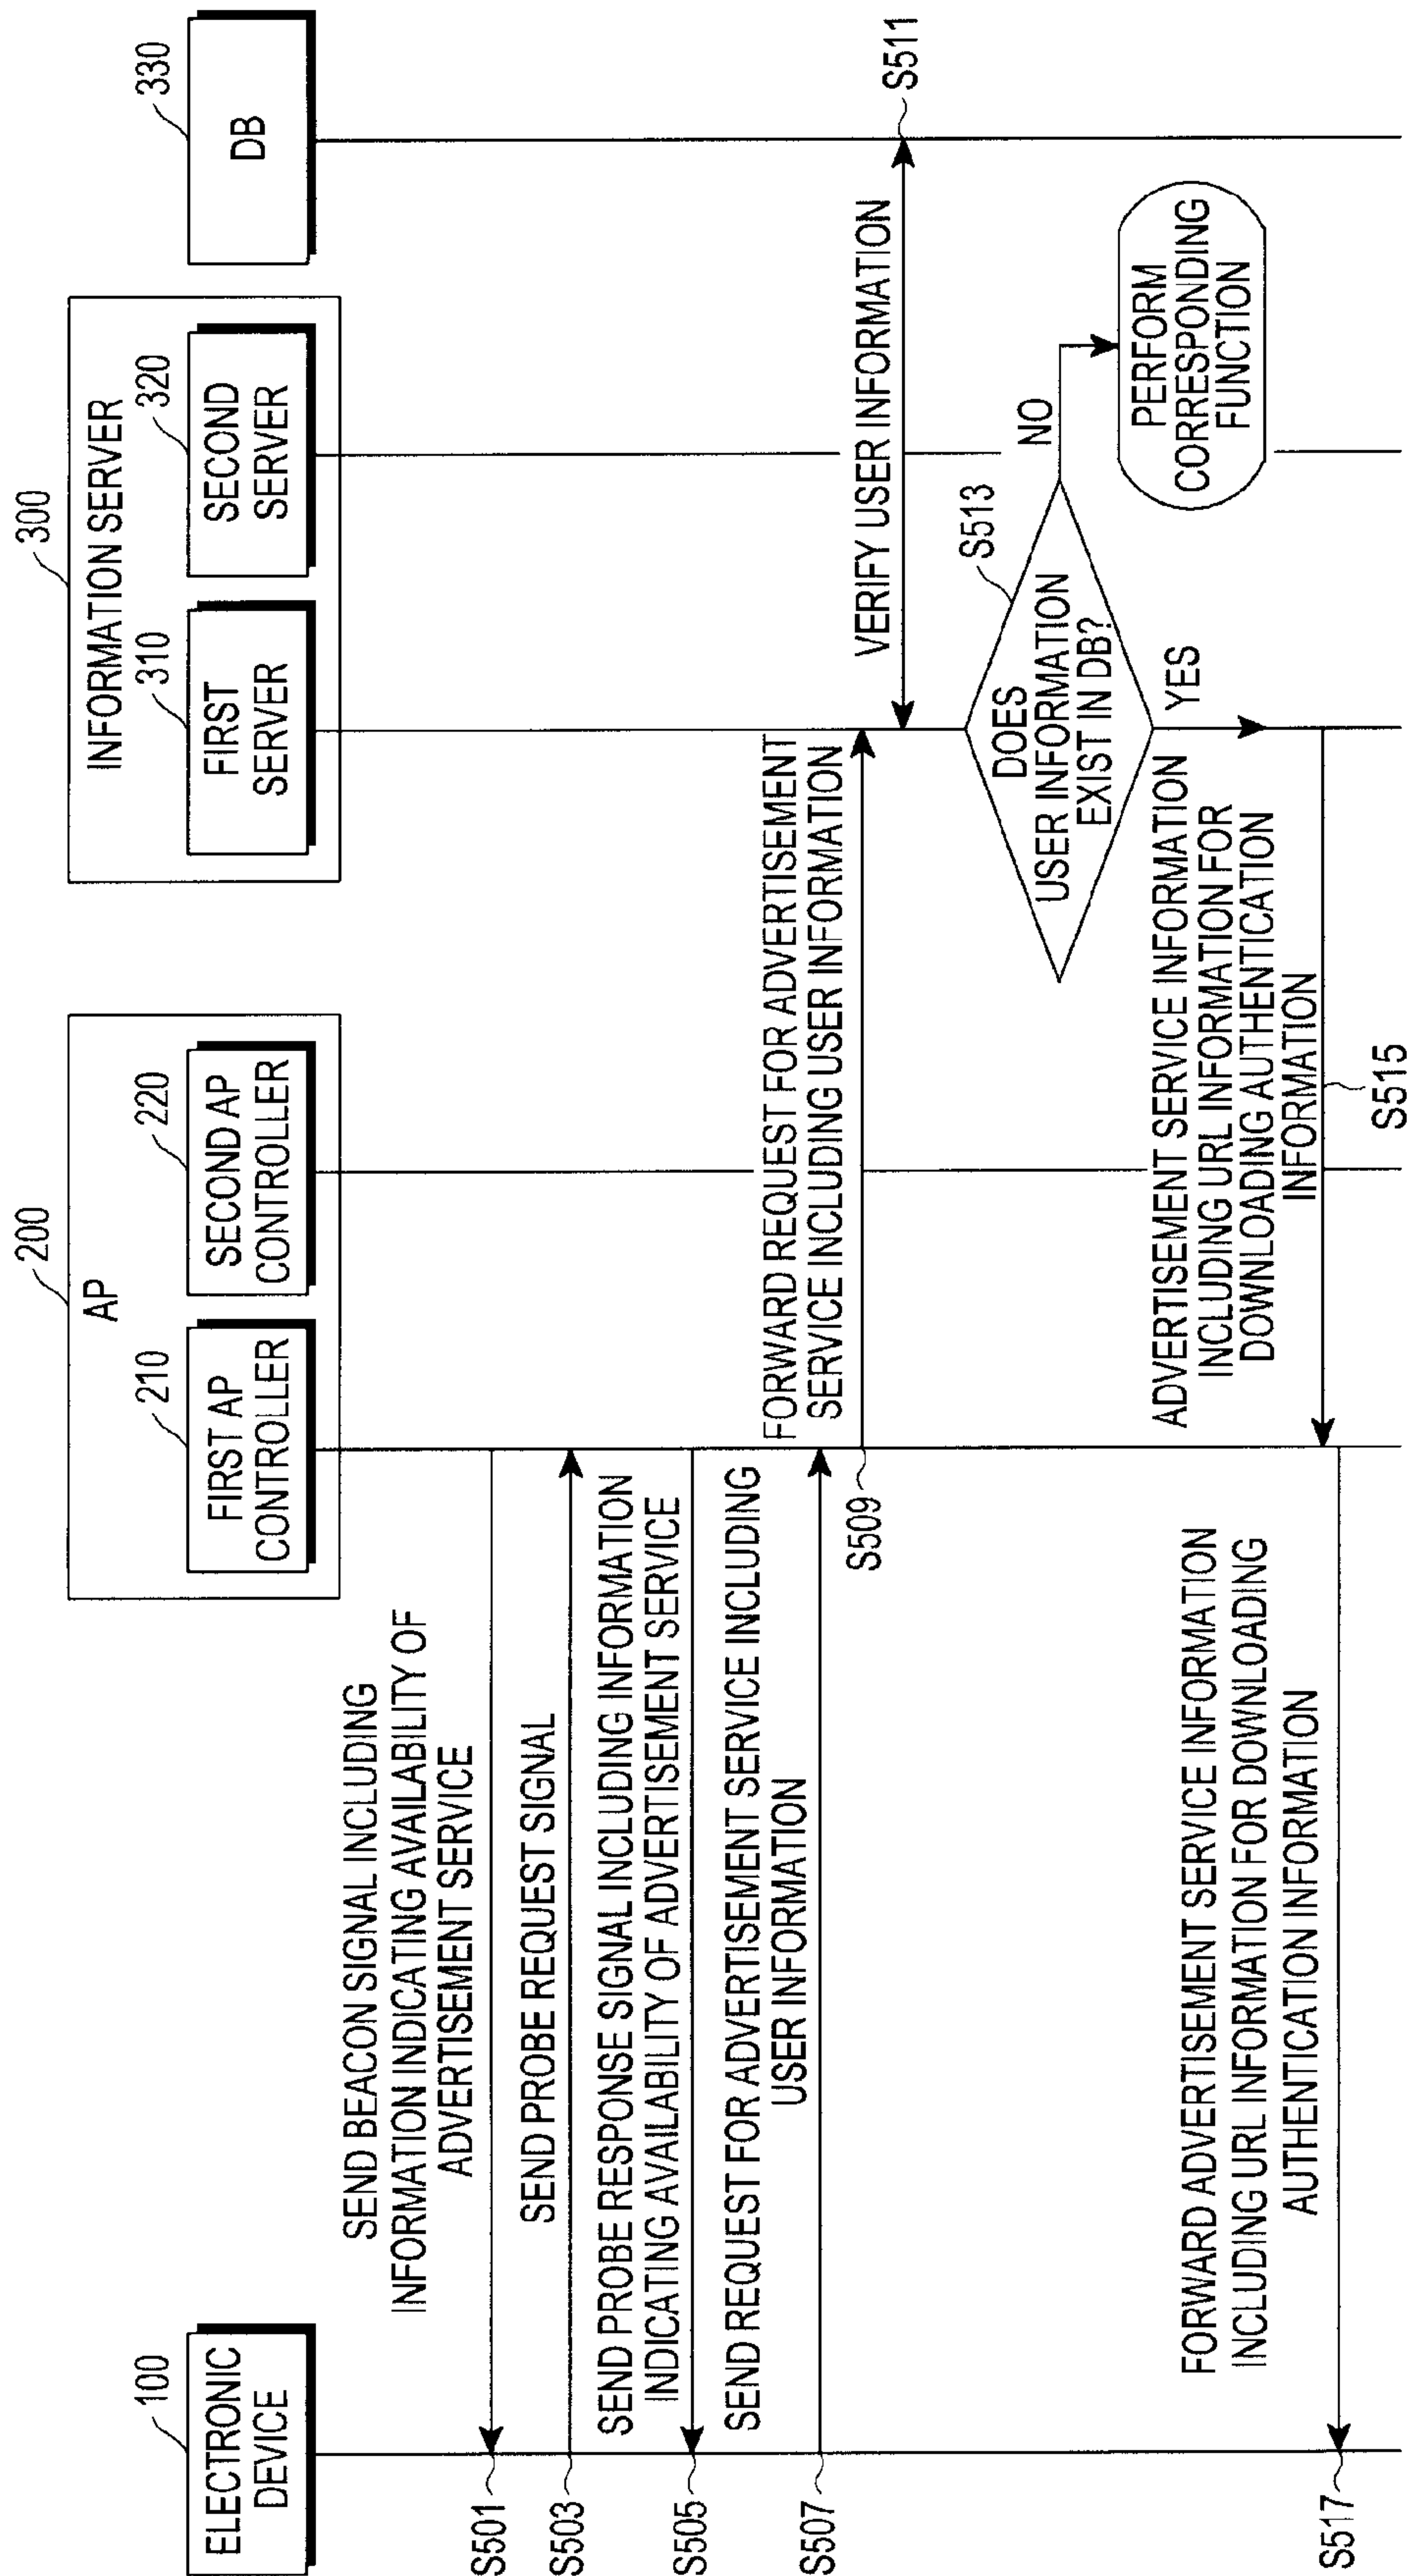 100
ELECTRONIC
DEVICE
200
AP
210
FIRST AP
CONTROLLER
220
SECOND AP
CONTROLLER
300
INFORMATION SERVER
310
FIRST
SERVER
320
SECOND
SERVER
330
DB
SEND BEACON SIGNAL INCLUDING
INFORMATION INDICATING AVAILABILITY OF
ADVERTISEMENT SERVICE
S501
SEND PROBE REQUEST SIGNAL
S503
SEND PROBE RESPONSE SIGNAL INCLUDING INFORMATION
INDICATING AVAILABILITY OF ADVERTISEMENT SERVICE
S505
SEND REQUEST FOR ADVERTISEMENT SERVICE INCLUDING
USER INFORMATION
S507
FORWARD REQUEST FOR ADVERTISEMENT
SERVICE INCLUDING USER INFORMATION
S509
VERIFY USER INFORMATION
S511
S513
DOES
USER INFORMATION
EXIST IN DB?
NO
PERFORM
CORRESPONDING
FUNCTION
YES
ADVERTISEMENT SERVICE INFORMATION
INCLUDING URL INFORMATION FOR
DOWNLOADING AUTHENTICATION
INFORMATION
S515
FORWARD ADVERTISEMENT SERVICE INFORMATION
INCLUDING URL INFORMATION FOR DOWNLOADING
AUTHENTICATION INFORMATION
S517